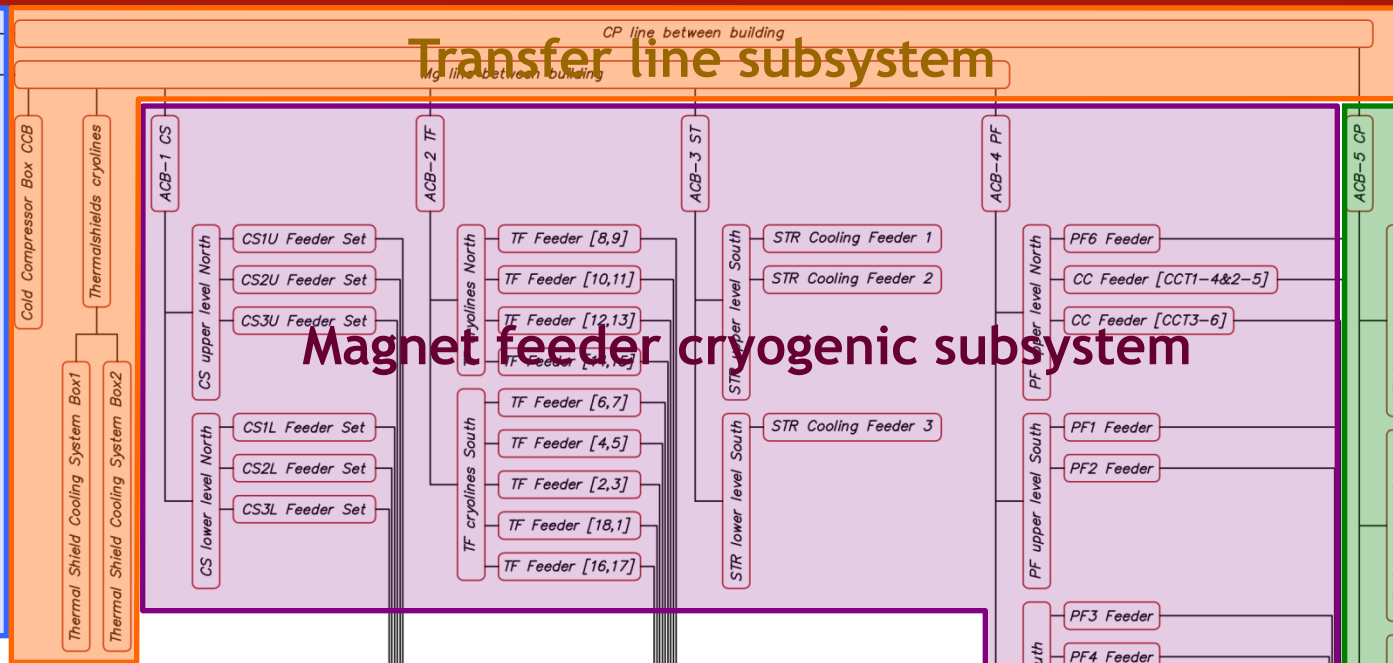 CP line between building
Transfer line subsystem
Mg line between building
Cold Compressor Box CCB
Thermalshields cryolines
Thermal Shield Cooling System Box1
Thermal Shield Cooling System Box2
ACB-1 CS
CS upper level North
CS1U Feeder Set
CS2U Feeder Set
CS3U Feeder Set
CS lower level North
CS1L Feeder Set
CS2L Feeder Set
CS3L Feeder Set
ACB-2 TF
TF cryolines North
TF Feeder [8,9]
TF Feeder [10,11]
TF Feeder [12,13]
TF Feeder [14,15]
Magnet feeder cryogenic subsystem
TF cryolines South
TF Feeder [6,7]
TF Feeder [4,5]
TF Feeder [2,3]
TF Feeder [18,1]
TF Feeder [16,17]
ACB-3 ST
STR upper level South
STR Cooling Feeder 1
STR Cooling Feeder 2
STR lower level South
STR Cooling Feeder 3
ACB-4 PF
PF upper level North
PF6 Feeder
CC Feeder [CCT1-4&2-5]
CC Feeder [CCT3-6]
PF upper level South
PF1 Feeder
PF2 Feeder
PF3 Feeder
PF4 Feeder
ACB-5 CP